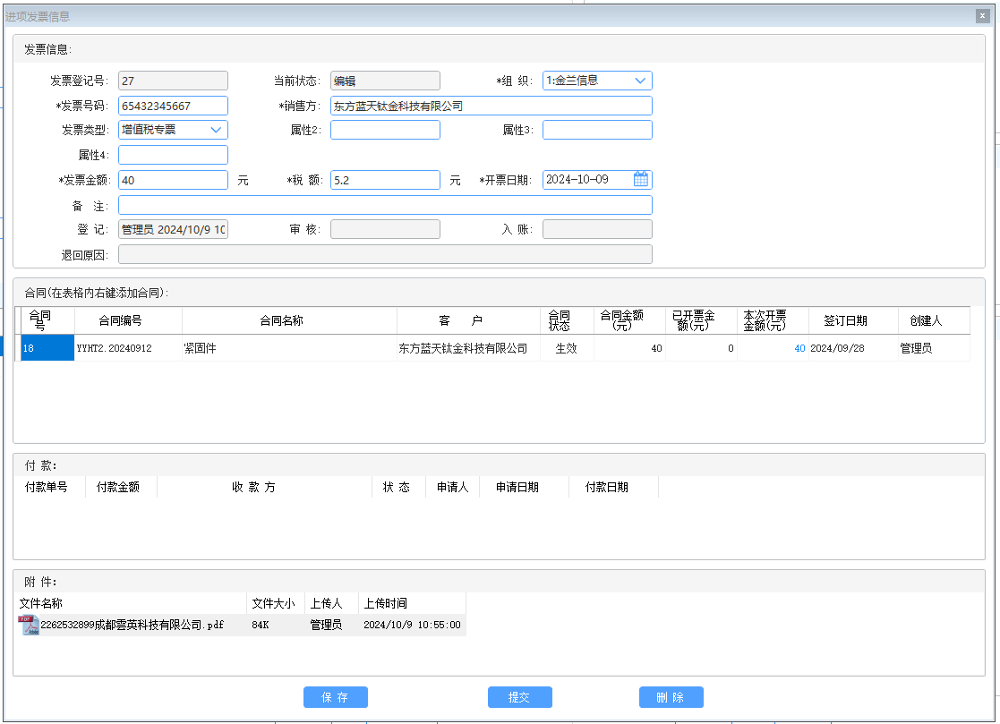 进项发票信息
发票信息:
发票登记号: 27 当前状态: 编辑 *组 织: 1:金兰信息
*发票号码: 65432345667 *销售方: 东方蓝天钛金科技有限公司
发票类型: 增值税专票 属性2: 属性3:
属性4:
*发票金额: 40 元 *税 额: 5.2 元 *开票日期: 2024-10-09
备 注:
登 记: 管理员 2024/10/9 10 审 核: 入 账:
退回原因:
合同(在表格内右键添加合同):
合同号 合同编号 合同名称 客 户 合同状态 合同金额(元) 已开票金额(元) 本次开票金额(元) 签订日期 创建人
18 YYHT2.20240912 紧固件 东方蓝天钛金科技有限公司 生效 40 0 40 2024/09/28 管理员
付 款:
付款单号 付款金额 收 款 方 状 态 申请人 申请日期 付款日期
附 件:
文件名称 文件大小 上传人 上传时间
2262532899成都雲英科技有限公司.pdf 84K 管理员 2024/10/9 10:55:00
保 存 提交 删 除